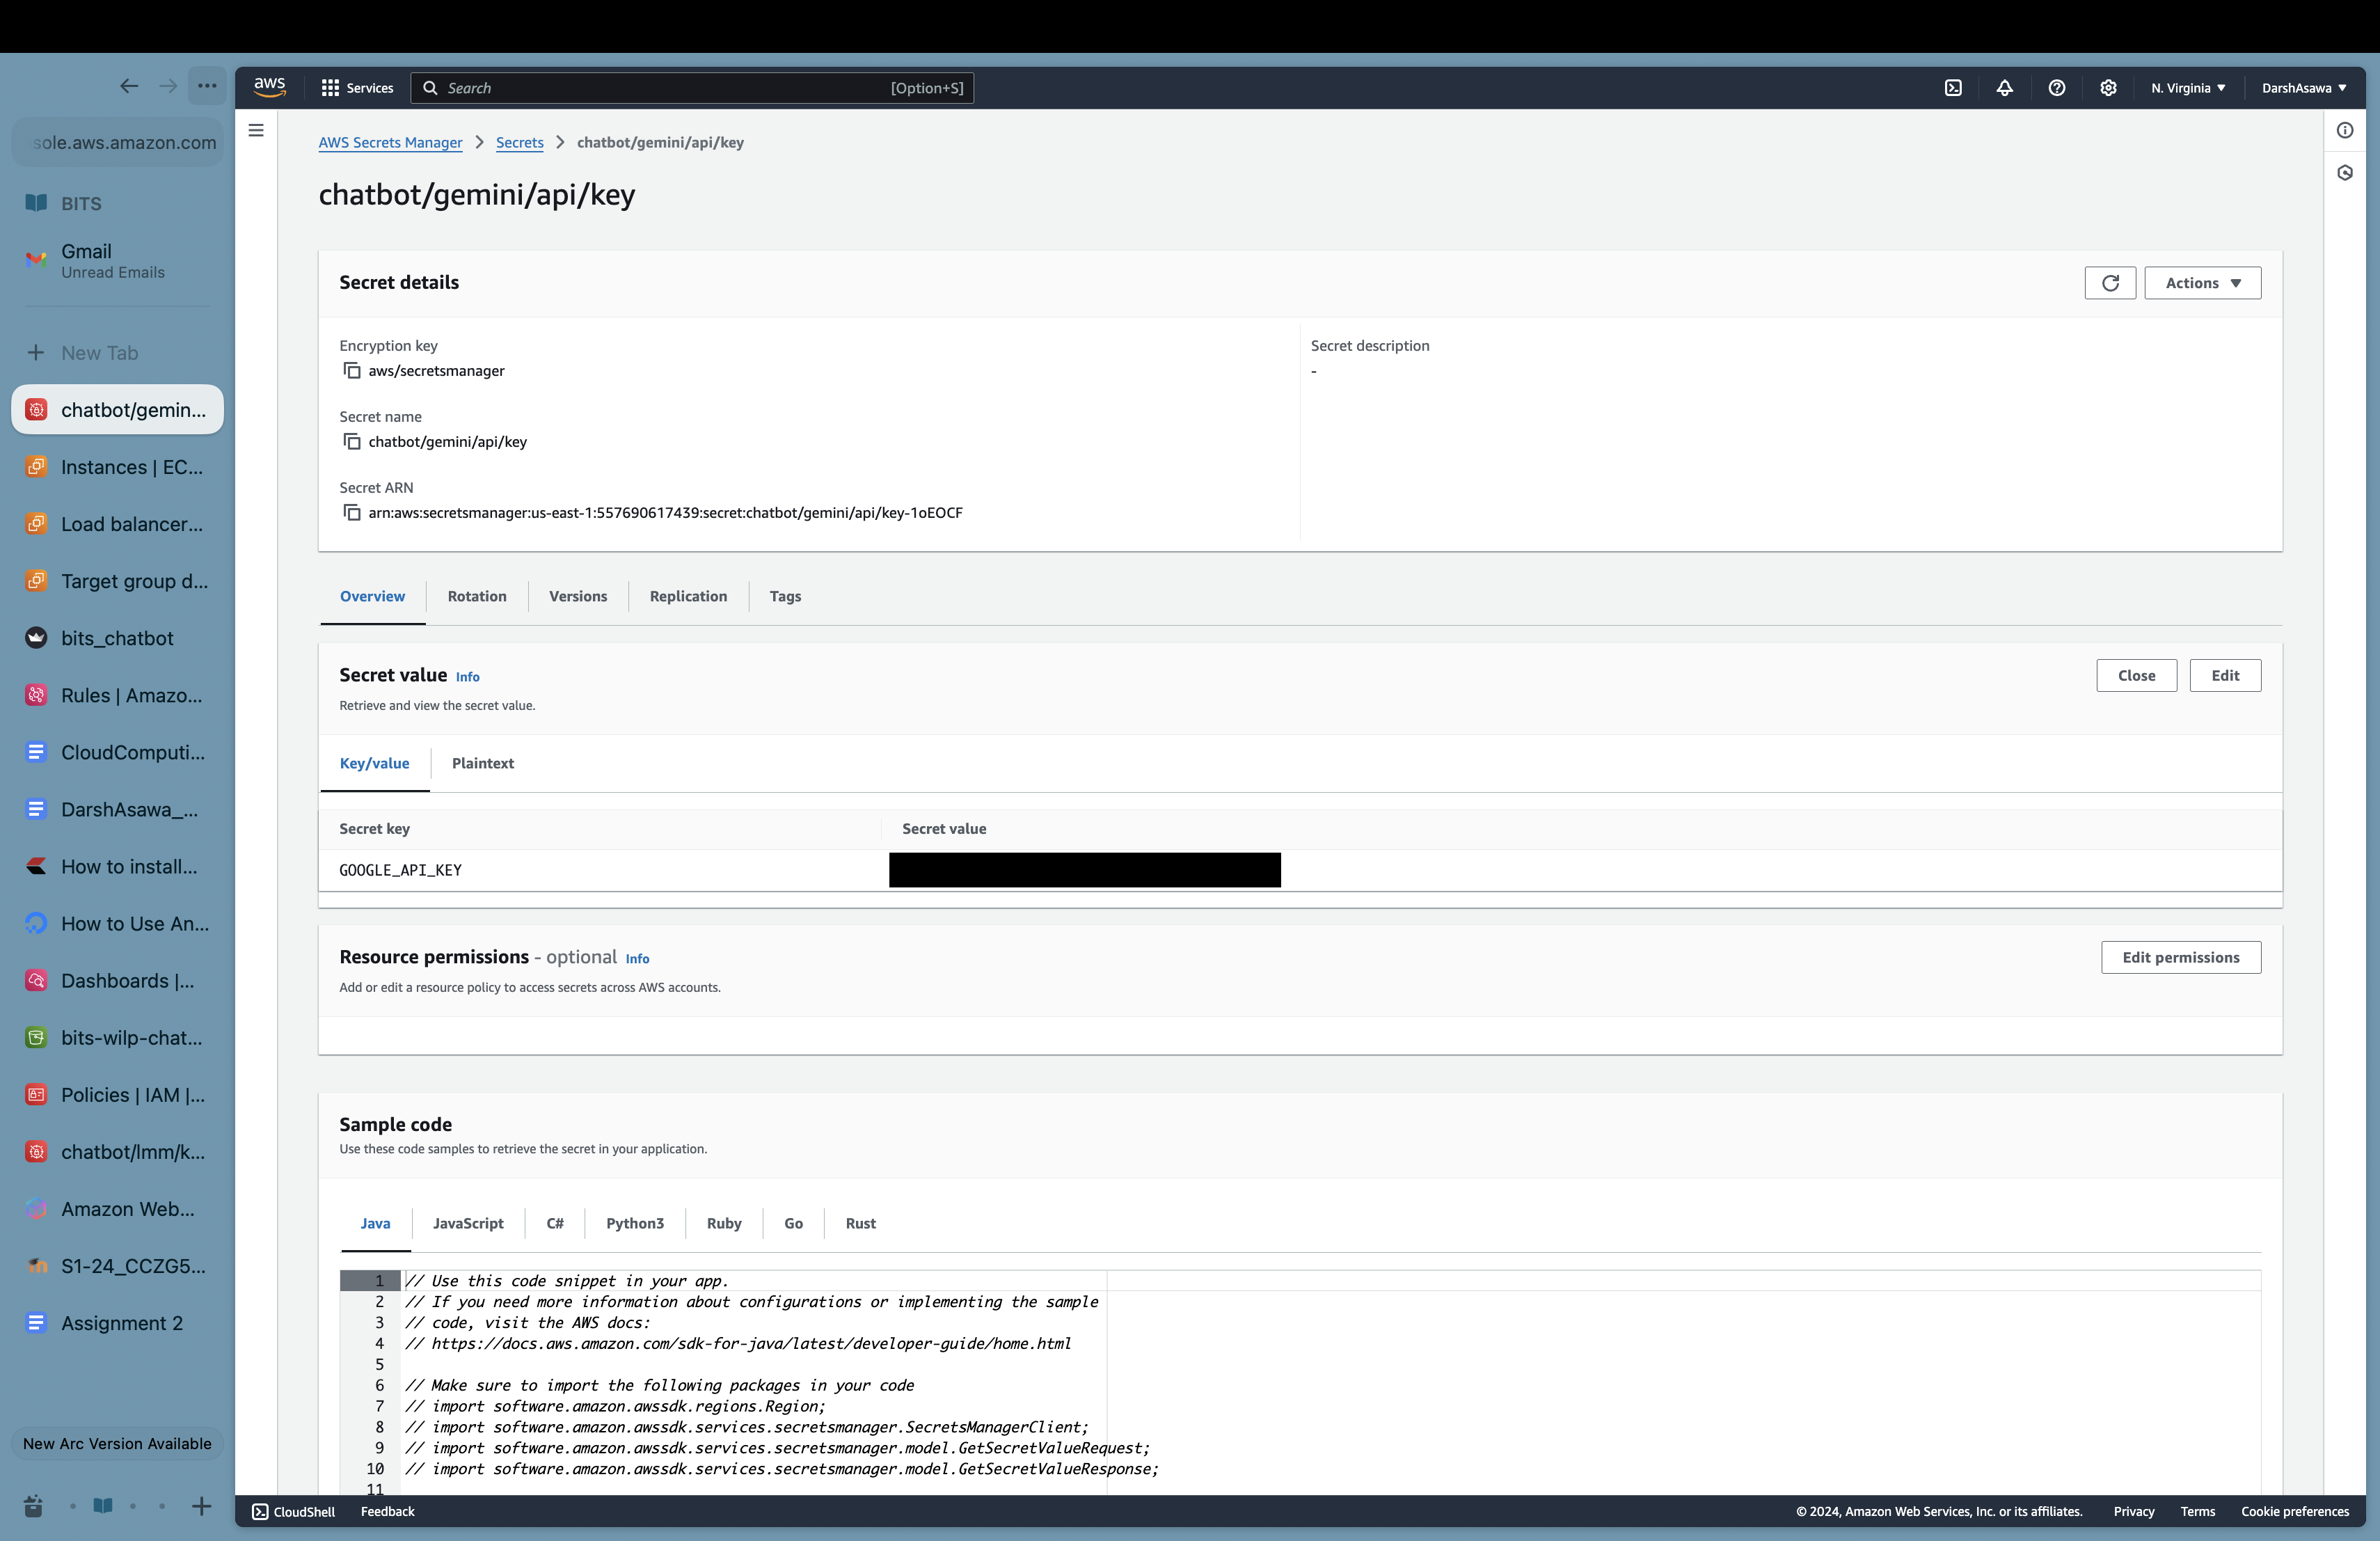 sole.aws.amazon.com
BITS
Gmail
Unread Emails
New Tab
chatbot/gemin...
Instances | EC...
Load balancer...
Target group d...
bits_chatbot
Rules | Amazo...
CloudComputi...
DarshAsawa_...
How to install...
How to Use An...
Dashboards |...
bits-wilp-chat...
Policies | IAM |...
chatbot/lmm/k...
Amazon Web...
S1-24_CCZG5...
Assignment 2
New Arc Version Available
aws Services Search [Option+S] N. Virginia DarshAsawa
AWS Secrets Manager > Secrets > chatbot/gemini/api/key
chatbot/gemini/api/key
Secret details
Actions
Encryption key
aws/secretsmanager
Secret name
chatbot/gemini/api/key
Secret ARN
arn:aws:secretsmanager:us-east-1:557690617439:secret:chatbot/gemini/api/key-1oEOCF
Secret description
-
Overview Rotation Versions Replication Tags
Secret value Info
Retrieve and view the secret value.
Close Edit
Key/value Plaintext
Secret key Secret value
GOOGLE_API_KEY
Resource permissions - optional Info
Add or edit a resource policy to access secrets across AWS accounts.
Edit permissions
Sample code
Use these code samples to retrieve the secret in your application.
Java JavaScript C# Python3 Ruby Go Rust
1 // Use this code snippet in your app.
2 // If you need more information about configurations or implementing the sample
3 // code, visit the AWS docs:
4 // https://docs.aws.amazon.com/sdk-for-java/latest/developer-guide/home.html
5
6 // Make sure to import the following packages in your code
7 // import software.amazon.awssdk.regions.Region;
8 // import software.amazon.awssdk.services.secretsmanager.SecretsManagerClient;
9 // import software.amazon.awssdk.services.secretsmanager.model.GetSecretValueRequest;
10 // import software.amazon.awssdk.services.secretsmanager.model.GetSecretValueResponse;
11
CloudShell Feedback © 2024, Amazon Web Services, Inc. or its affiliates. Privacy Terms Cookie preferences